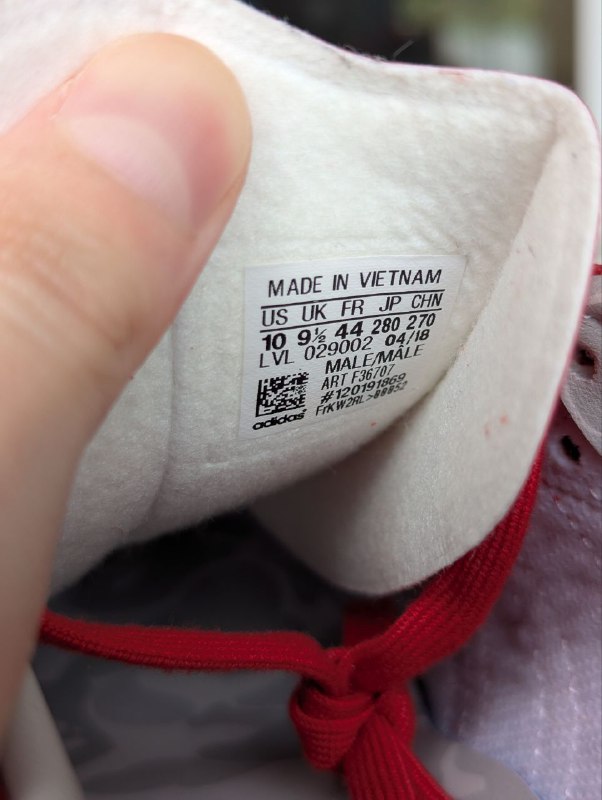 MADE IN VIETNAM
US UK FR JP CHN
10 9½ 44 280 270
LVL 029002 04/18
MALE/MÂLE
ART F36707
#120191869
adidas